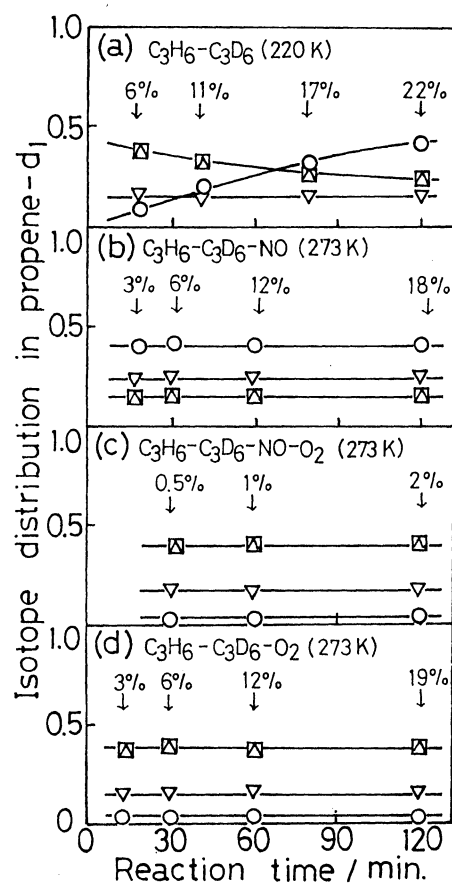 Isotope distribution in propene-d₁
1.0
(a) C₃H₆-C₃D₆ (220 K)
6% 11% 17% 22%
↓ ↓ ↓ ↓
0.5
1.0
(b) C₃H₆-C₃D₆-NO (273 K)
3% 6% 12% 18%
↓ ↓ ↓ ↓
0.5
1.0
(c) C₃H₆-C₃D₆-NO-O₂ (273 K)
0.5% 1% 2%
↓ ↓ ↓
0.5
1.0
(d) C₃H₆-C₃D₆-O₂ (273 K)
3% 6% 12% 19%
↓ ↓ ↓ ↓
0.5
0
0 30 60 90 120
Reaction time / min.